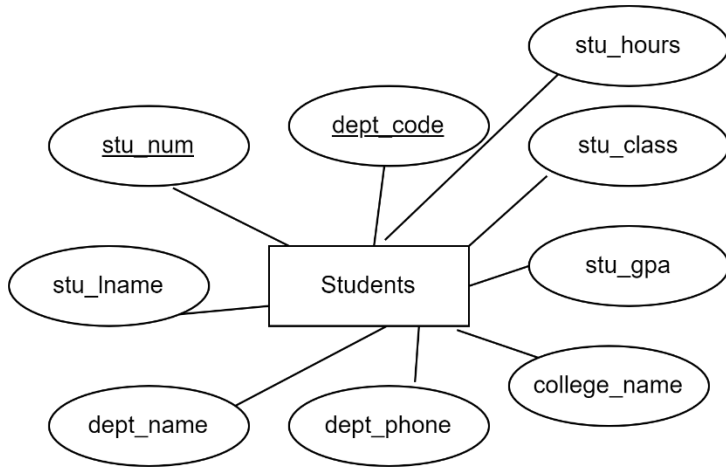 stu_hours
stu_num
dept_code
stu_class
stu_lname
Students
stu_gpa
dept_name
dept_phone
college_name